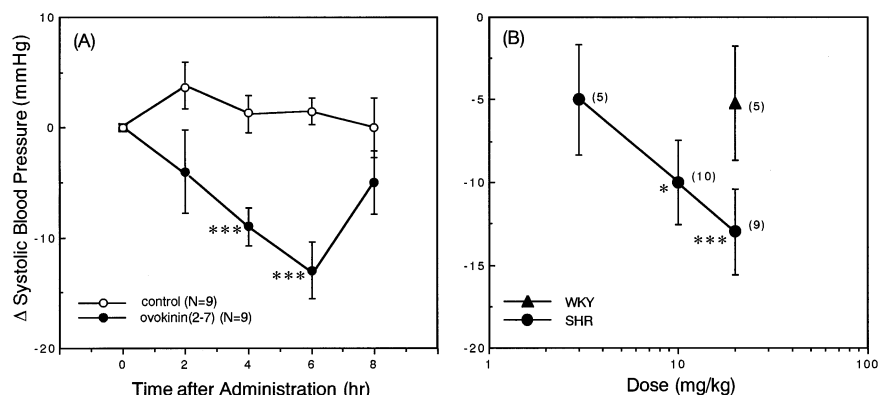 (A)
Δ Systolic Blood Pressure (mmHg)
10
0
-10
-20
***
***
control (N=9)
ovokinin(2-7) (N=9)
0 2 4 6 8
Time after Administration (hr)
(B)
0
-5
-10
-15
-20
(5)
(5)
(10)
*
(9)
***
WKY
SHR
1 10 100
Dose (mg/kg)